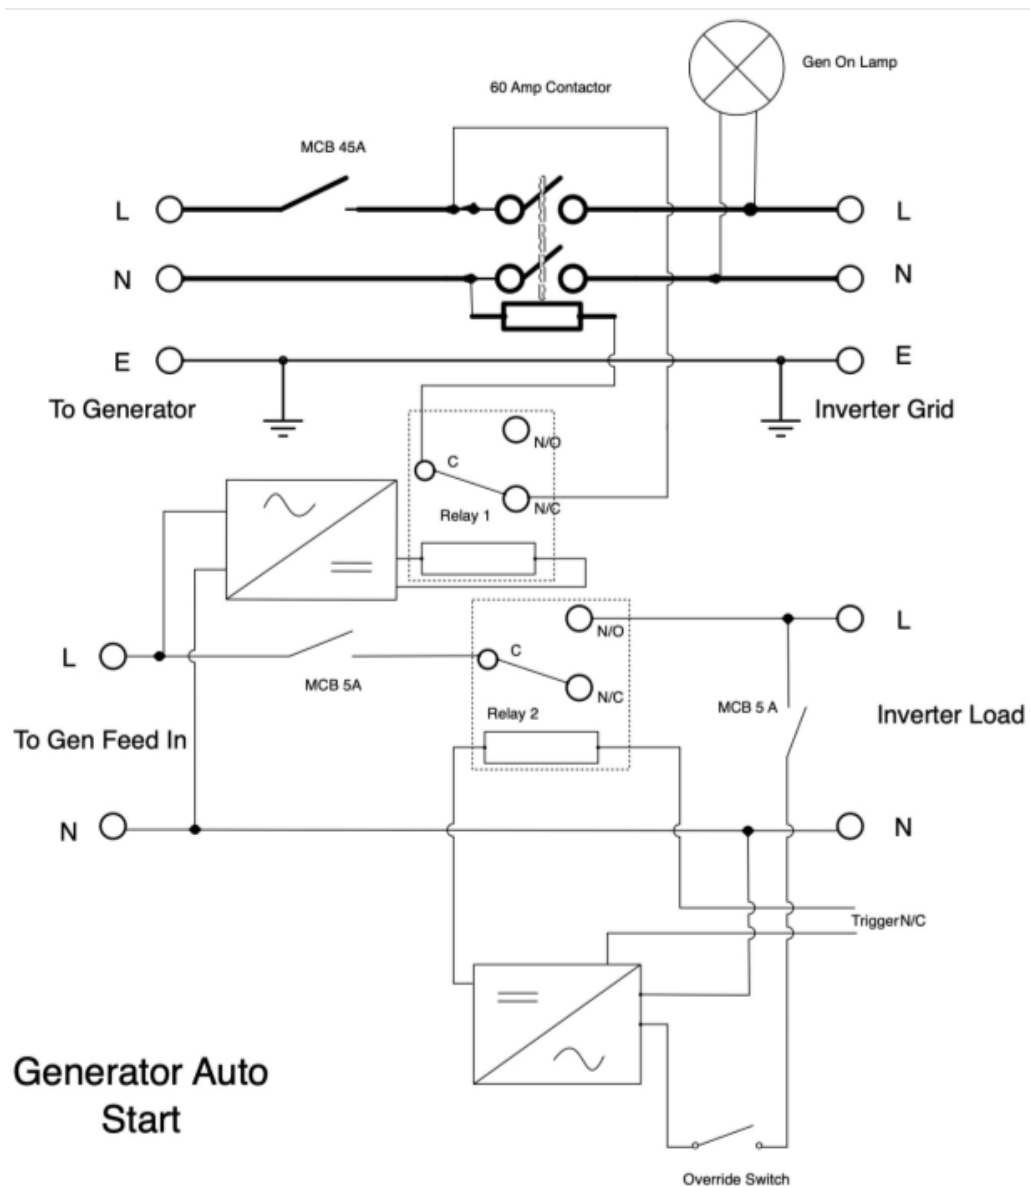 Gen On Lamp
60 Amp Contactor
MCB 45A
L
L
N
N
E
E
To Generator
Inverter Grid
N/O
C
N/C
Relay 1
N/O
L
L
C
MCB 5A
N/C
MCB 5 A
Inverter Load
Relay 2
To Gen Feed In
N
N
TriggerN/C
Generator Auto
Start
Override Switch